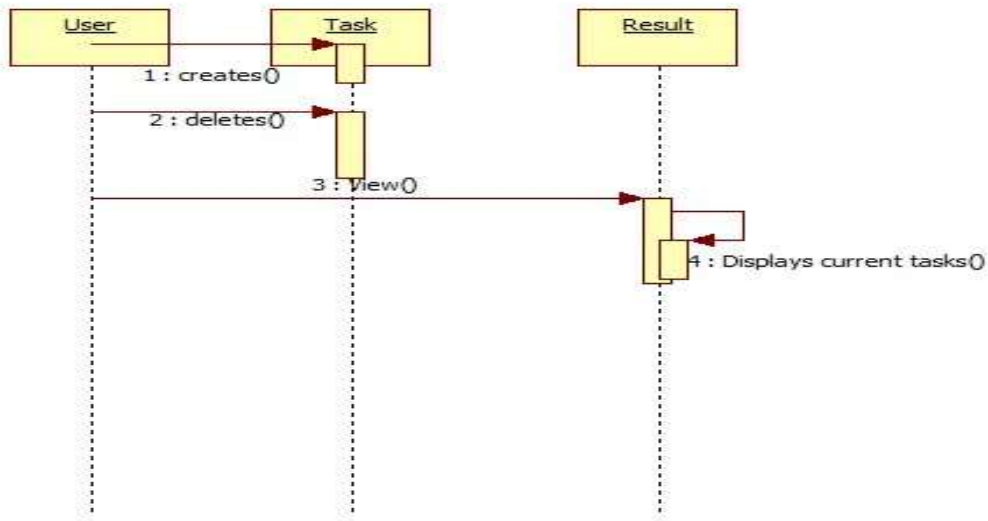 User
Task
Result
1 : creates()
2 : deletes()
3 : View()
4 : Displays current tasks()